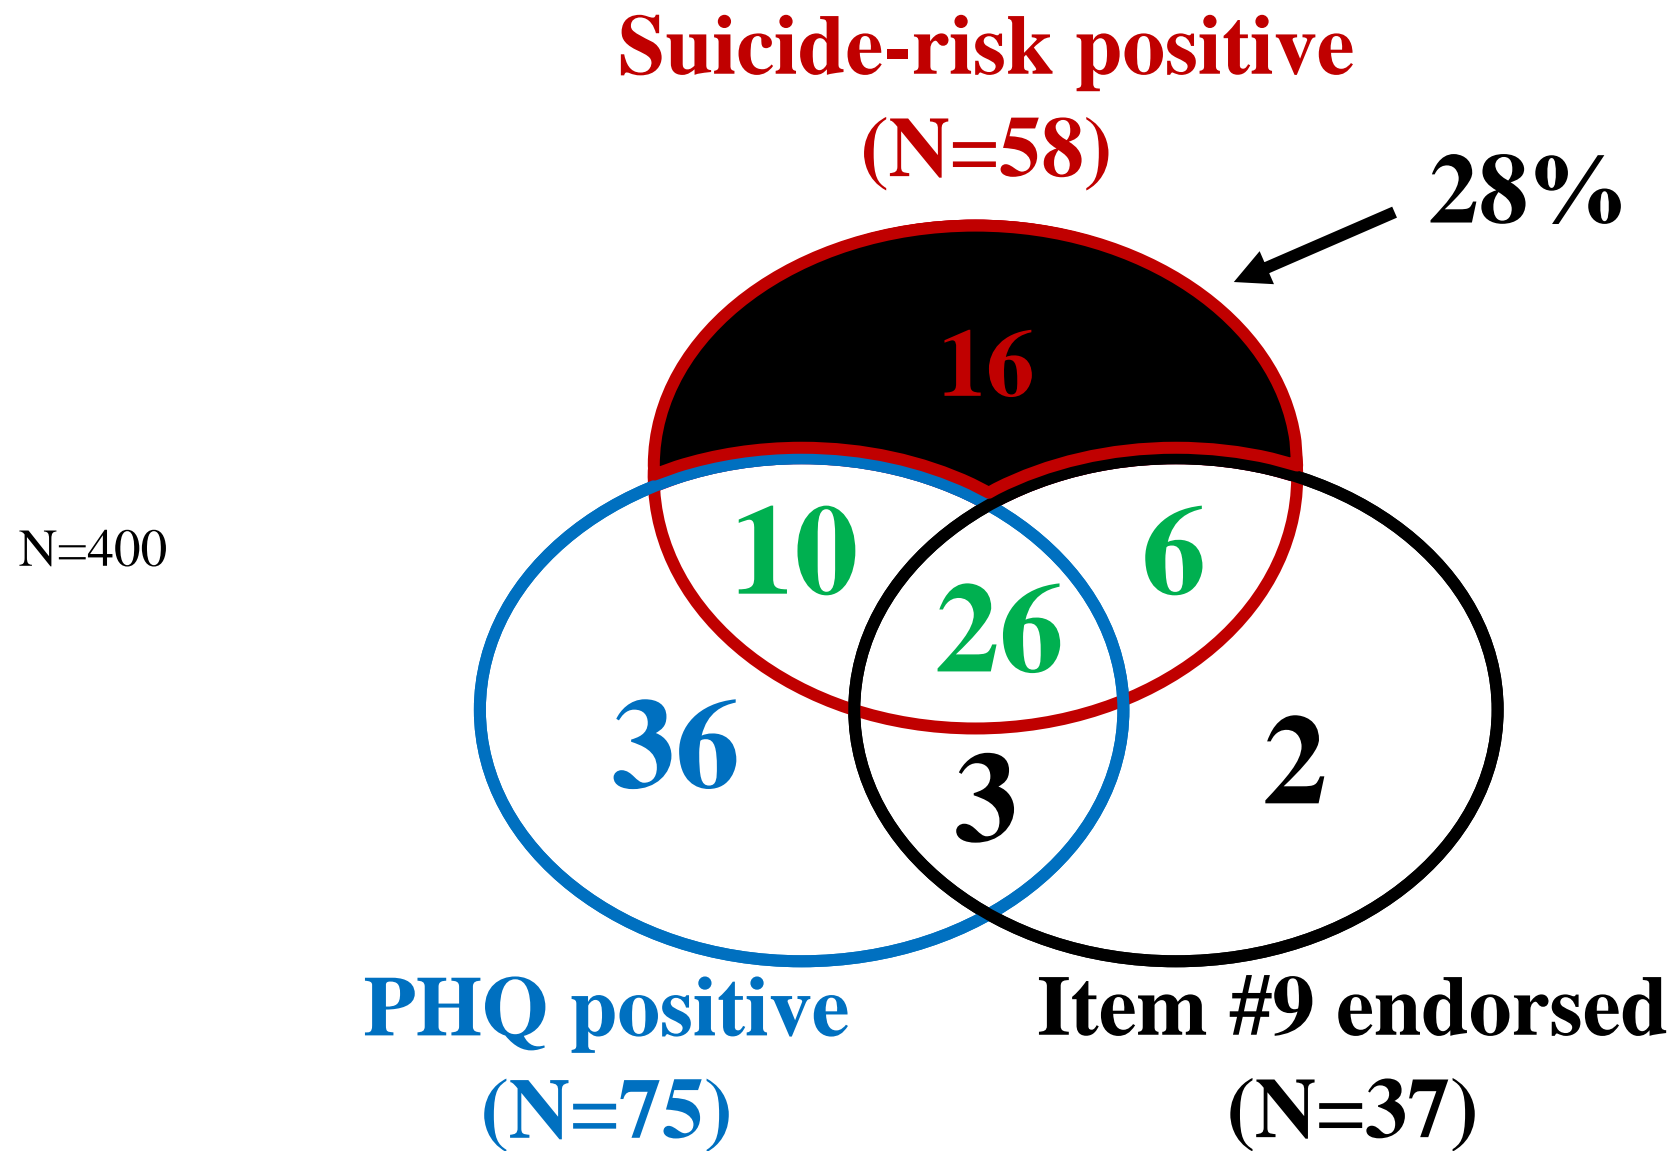 Suicide-risk positive
(N=58)
28%
16
N=400
10
6
26
36
2
3
PHQ positive
(N=75)
Item #9 endorsed
(N=37)